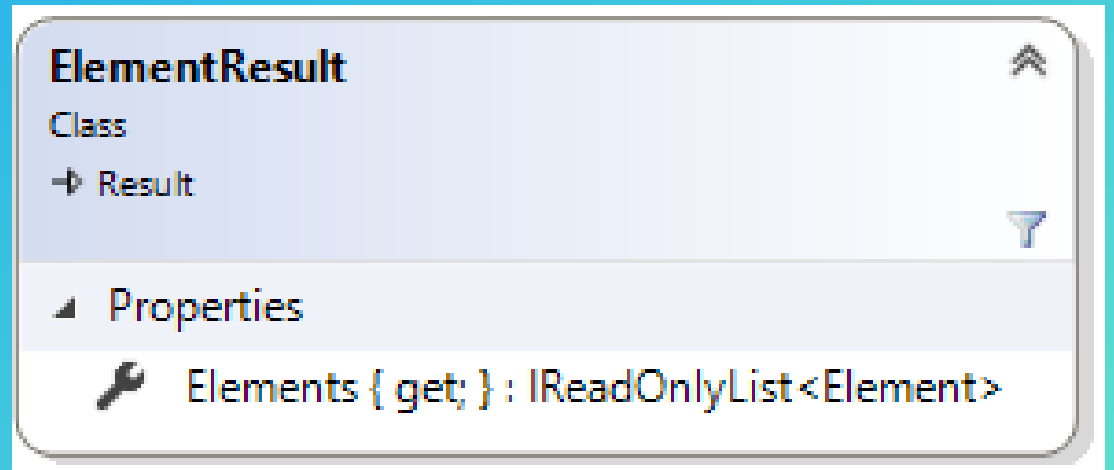 ElementResult
Class
Result
Properties
Elements { get; } : IReadOnlyList<Element>